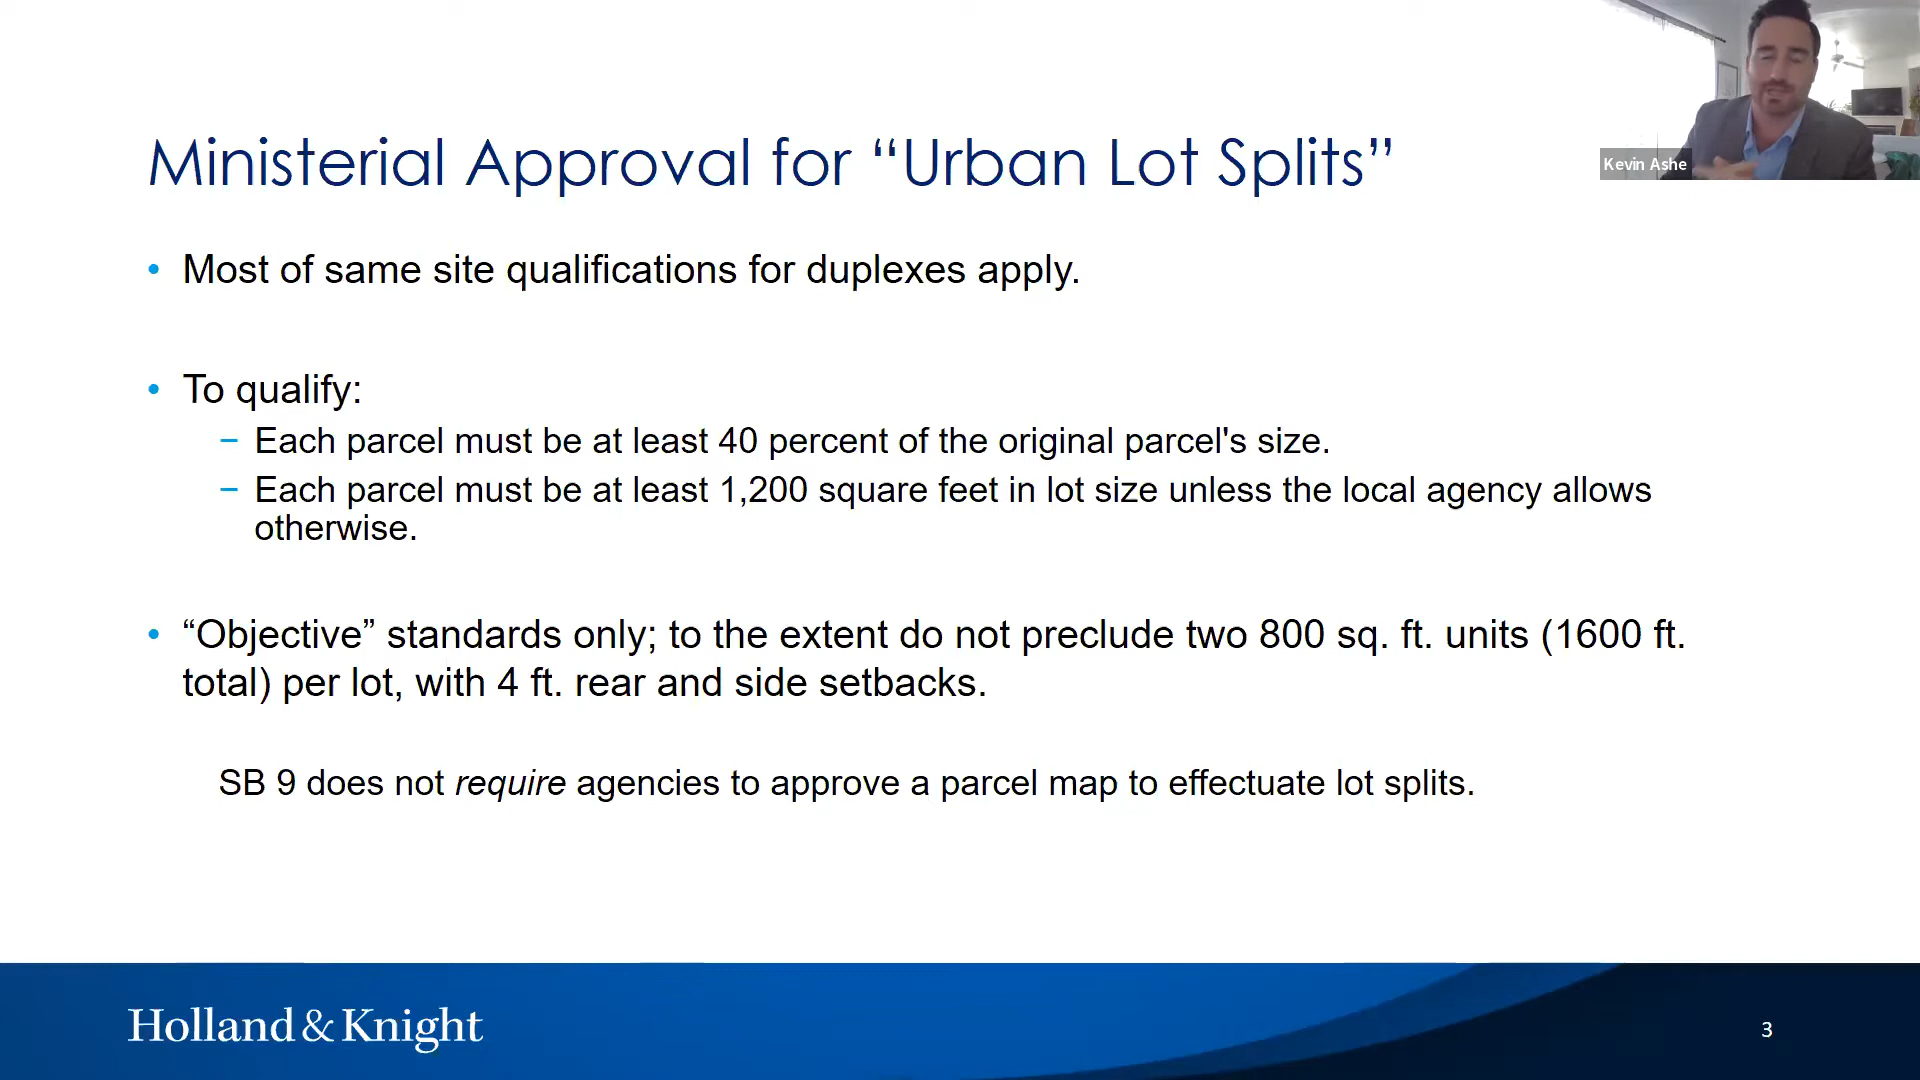 Ministerial Approval for “Urban Lot Splits”
Kevin Ashe
• Most of same site qualifications for duplexes apply.
• To qualify:
− Each parcel must be at least 40 percent of the original parcel's size.
− Each parcel must be at least 1,200 square feet in lot size unless the local agency allows
otherwise.
• “Objective” standards only; to the extent do not preclude two 800 sq. ft. units (1600 ft.
total) per lot, with 4 ft. rear and side setbacks.
SB 9 does not require agencies to approve a parcel map to effectuate lot splits.
Holland & Knight
3